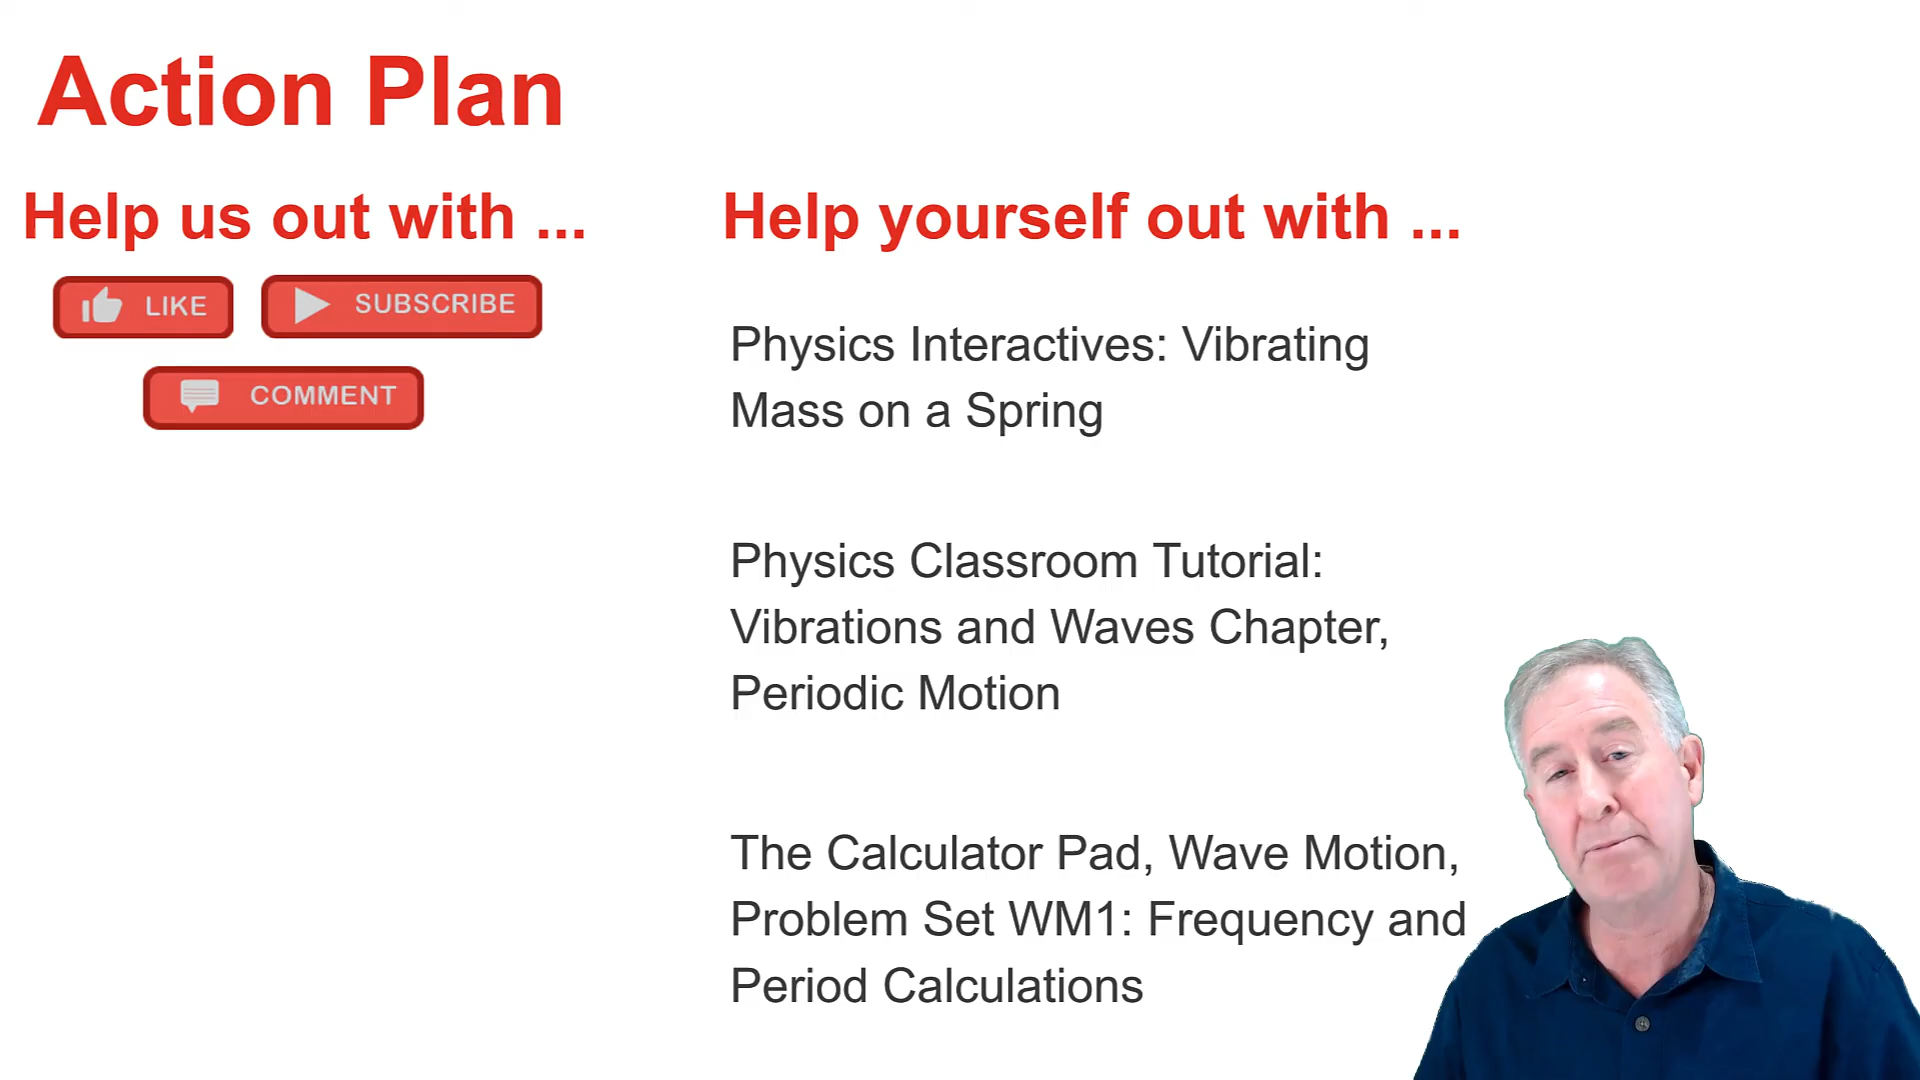 Action Plan
Help us out with ...
LIKE
SUBSCRIBE
COMMENT
Help yourself out with ...
Physics Interactives: Vibrating
Mass on a Spring
Physics Classroom Tutorial:
Vibrations and Waves Chapter,
Periodic Motion
The Calculator Pad, Wave Motion,
Problem Set WM1: Frequency and
Period Calculations